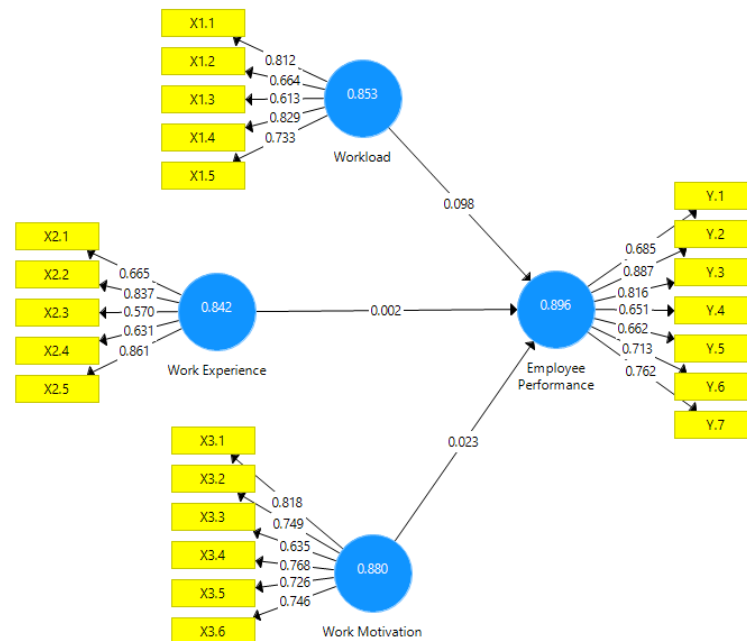 X1.1
X1.2
X1.3
X1.4
X1.5
0.812
0.664
0.613
0.829
0.733
0.853
Workload
0.098
X2.1
X2.2
X2.3
X2.4
X2.5
0.665
0.837
0.570
0.631
0.861
0.842
Work Experience
0.002
X3.1
X3.2
X3.3
X3.4
X3.5
X3.6
0.818
0.749
0.635
0.768
0.726
0.746
0.880
Work Motivation
0.023
0.896
Employee
Performance
0.685
0.887
0.816
0.651
0.662
0.713
0.762
Y.1
Y.2
Y.3
Y.4
Y.5
Y.6
Y.7